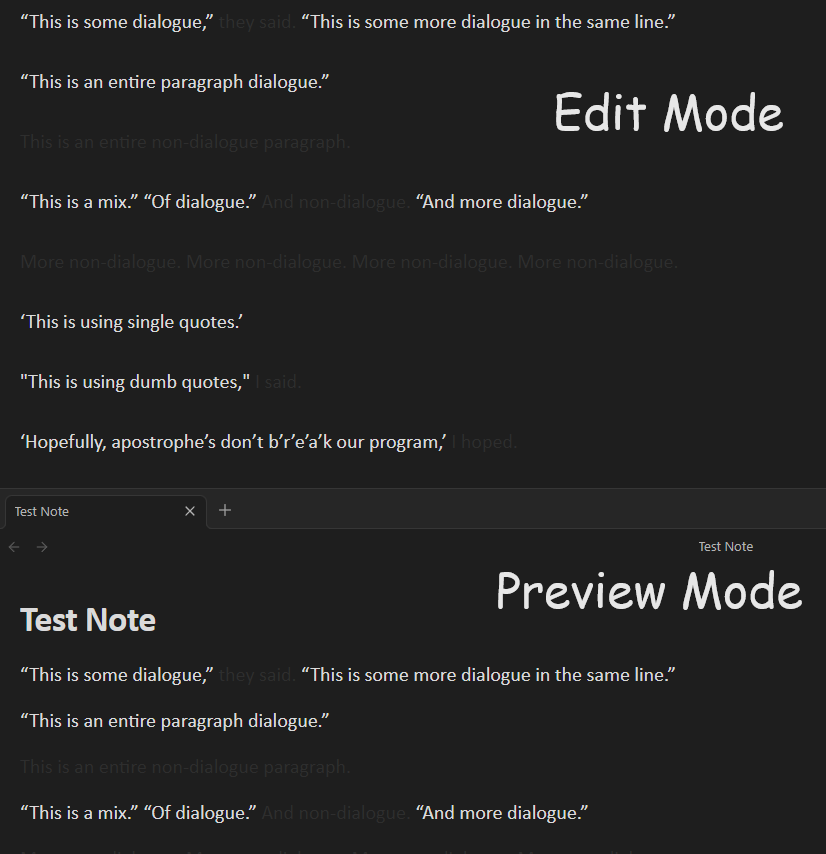 “This is some dialogue,” they said. “This is some more dialogue in the same line.”
“This is an entire paragraph dialogue.”
Edit Mode
This is an entire non-dialogue paragraph.
“This is a mix.” “Of dialogue.” And non-dialogue. “And more dialogue.”
More non-dialogue. More non-dialogue. More non-dialogue. More non-dialogue.
‘This is using single quotes.’
"This is using dumb quotes," I said.
‘Hopefully, apostrophe’s don’t b’r’e’a’k our program,’ I hoped.
Test Note
Test Note
Preview Mode
Test Note
“This is some dialogue,” they said. “This is some more dialogue in the same line.”
“This is an entire paragraph dialogue.”
This is an entire non-dialogue paragraph.
“This is a mix.” “Of dialogue.” And non-dialogue. “And more dialogue.”